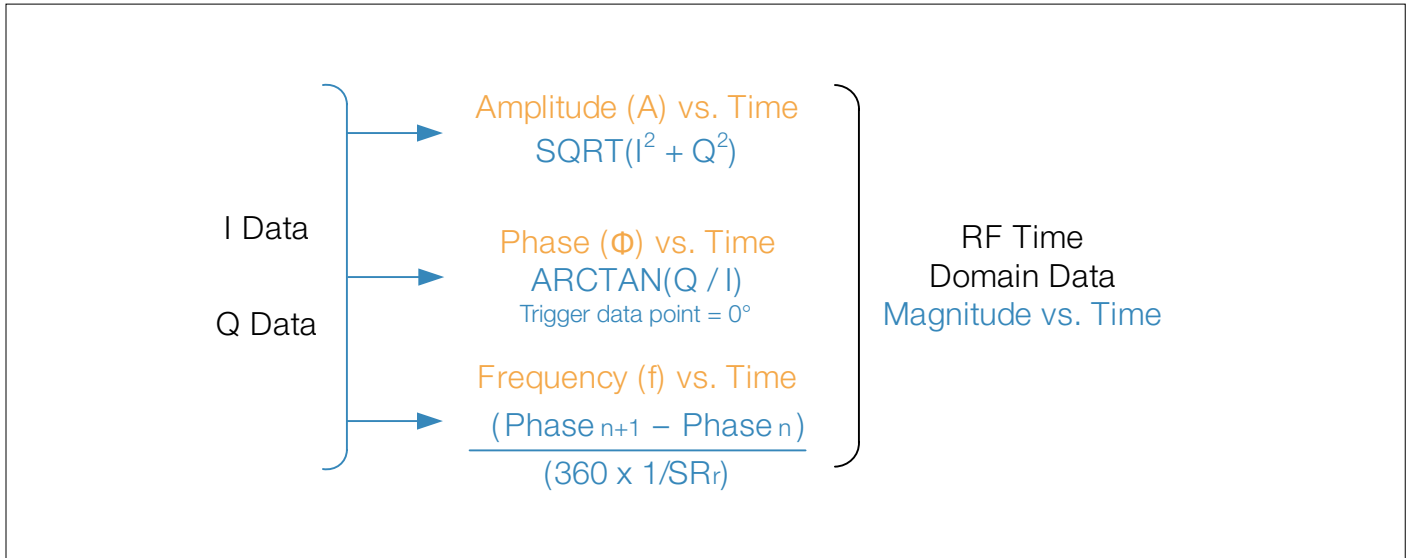 I Data
Q Data
Amplitude (A) vs. Time
SQRT(I² + Q²)
Phase (Φ) vs. Time
ARCTAN(Q / I)
Trigger data point = 0°
Frequency (f) vs. Time
(Phase n+1 – Phase n)
(360 x 1/SRr)
RF Time
Domain Data
Magnitude vs. Time